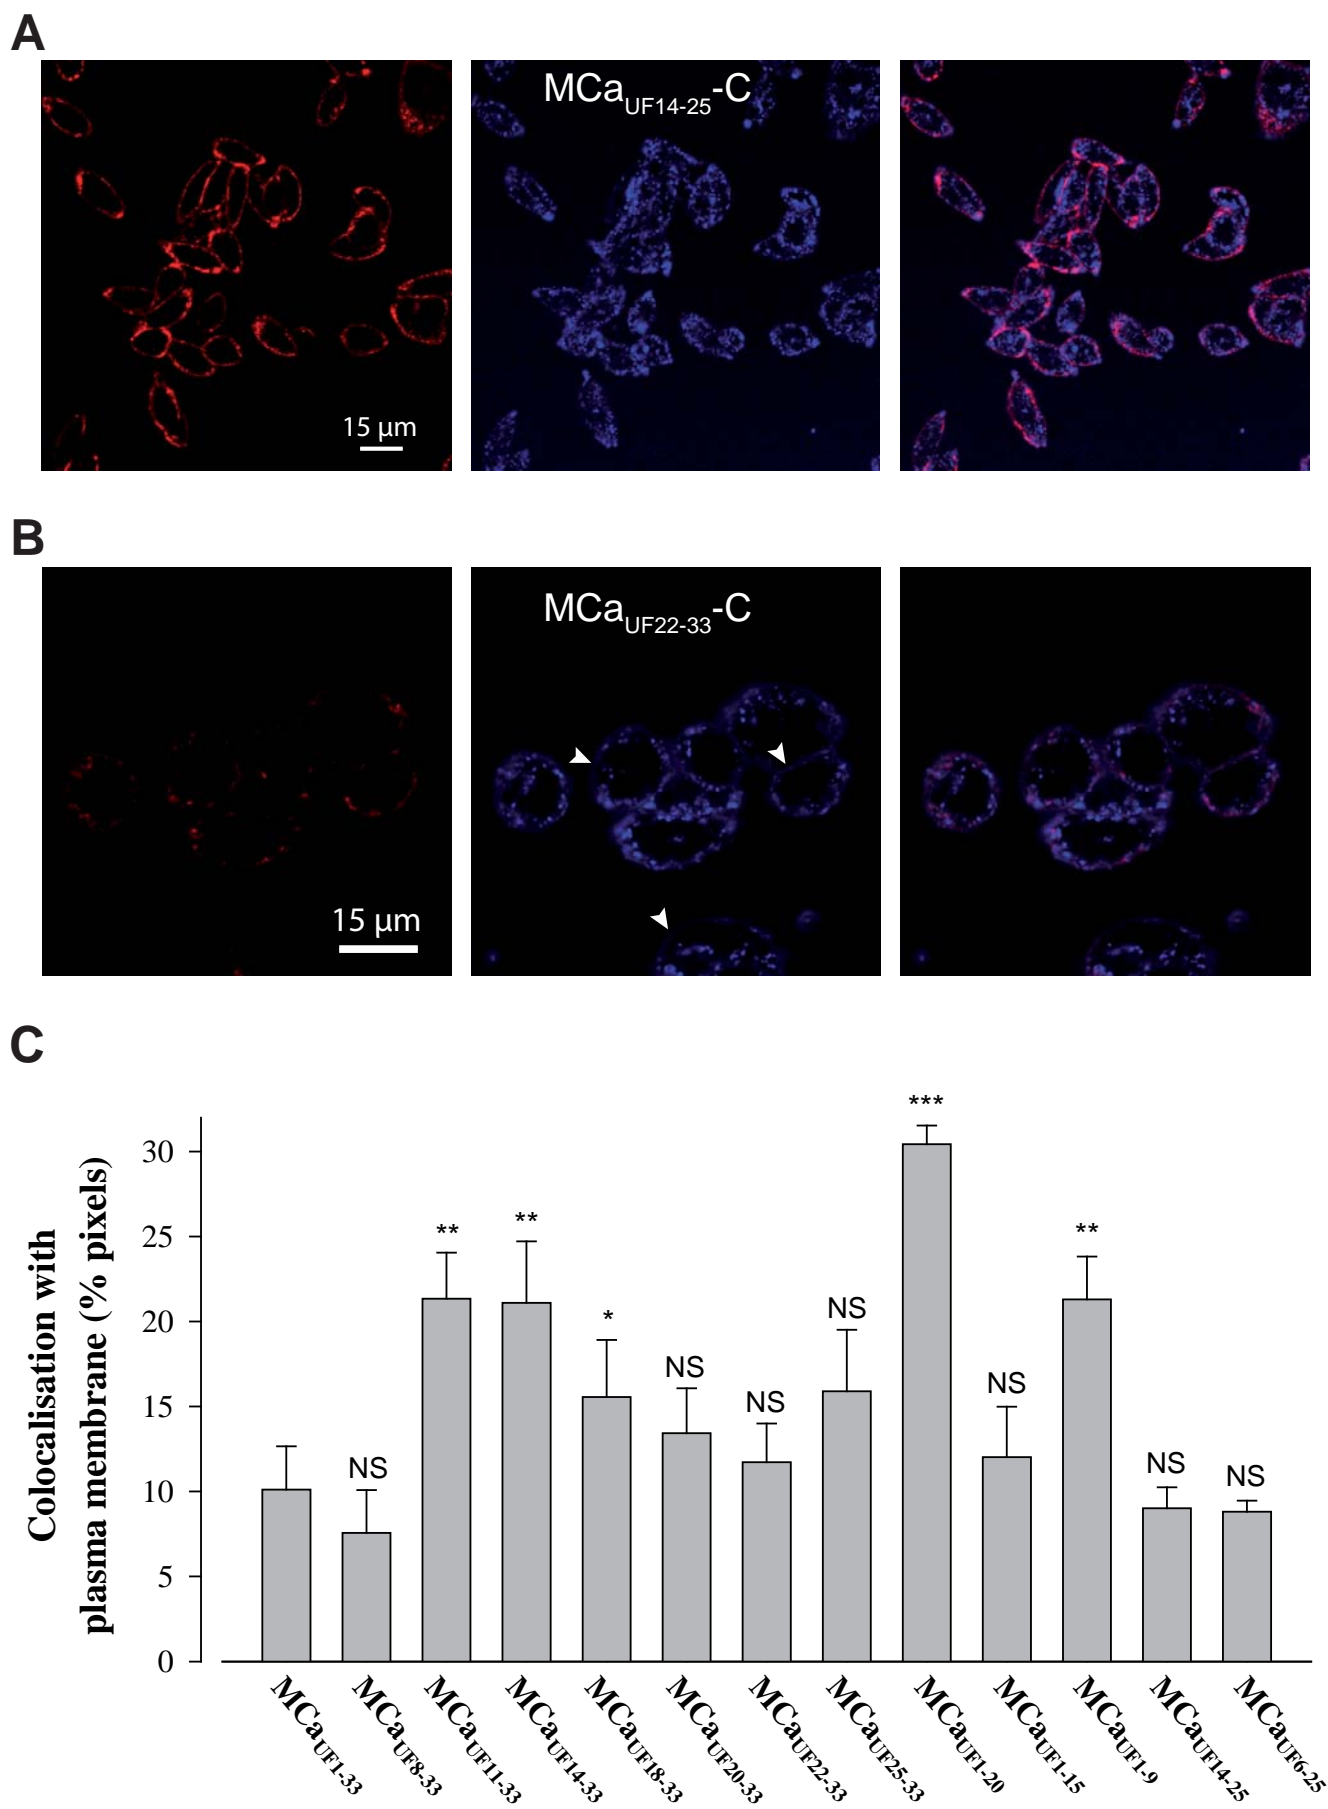 A
MCaUF14-25-C
15 µm
B
MCaUF22-33-C
15 µm
C
Colocalisation with
plasma membrane (% pixels)
30
25
20
15
10
5
0
NS
**
**
*
NS
NS
NS
***
NS
**
NS
NS
MCaUF1-33
MCaUF8-33
MCaUF11-33
MCaUF14-33
MCaUF18-33
MCaUF20-33
MCaUF22-33
MCaUF25-33
MCaUF1-20
MCaUF1-15
MCaUF1-9
MCaUF14-25
MCaUF6-25